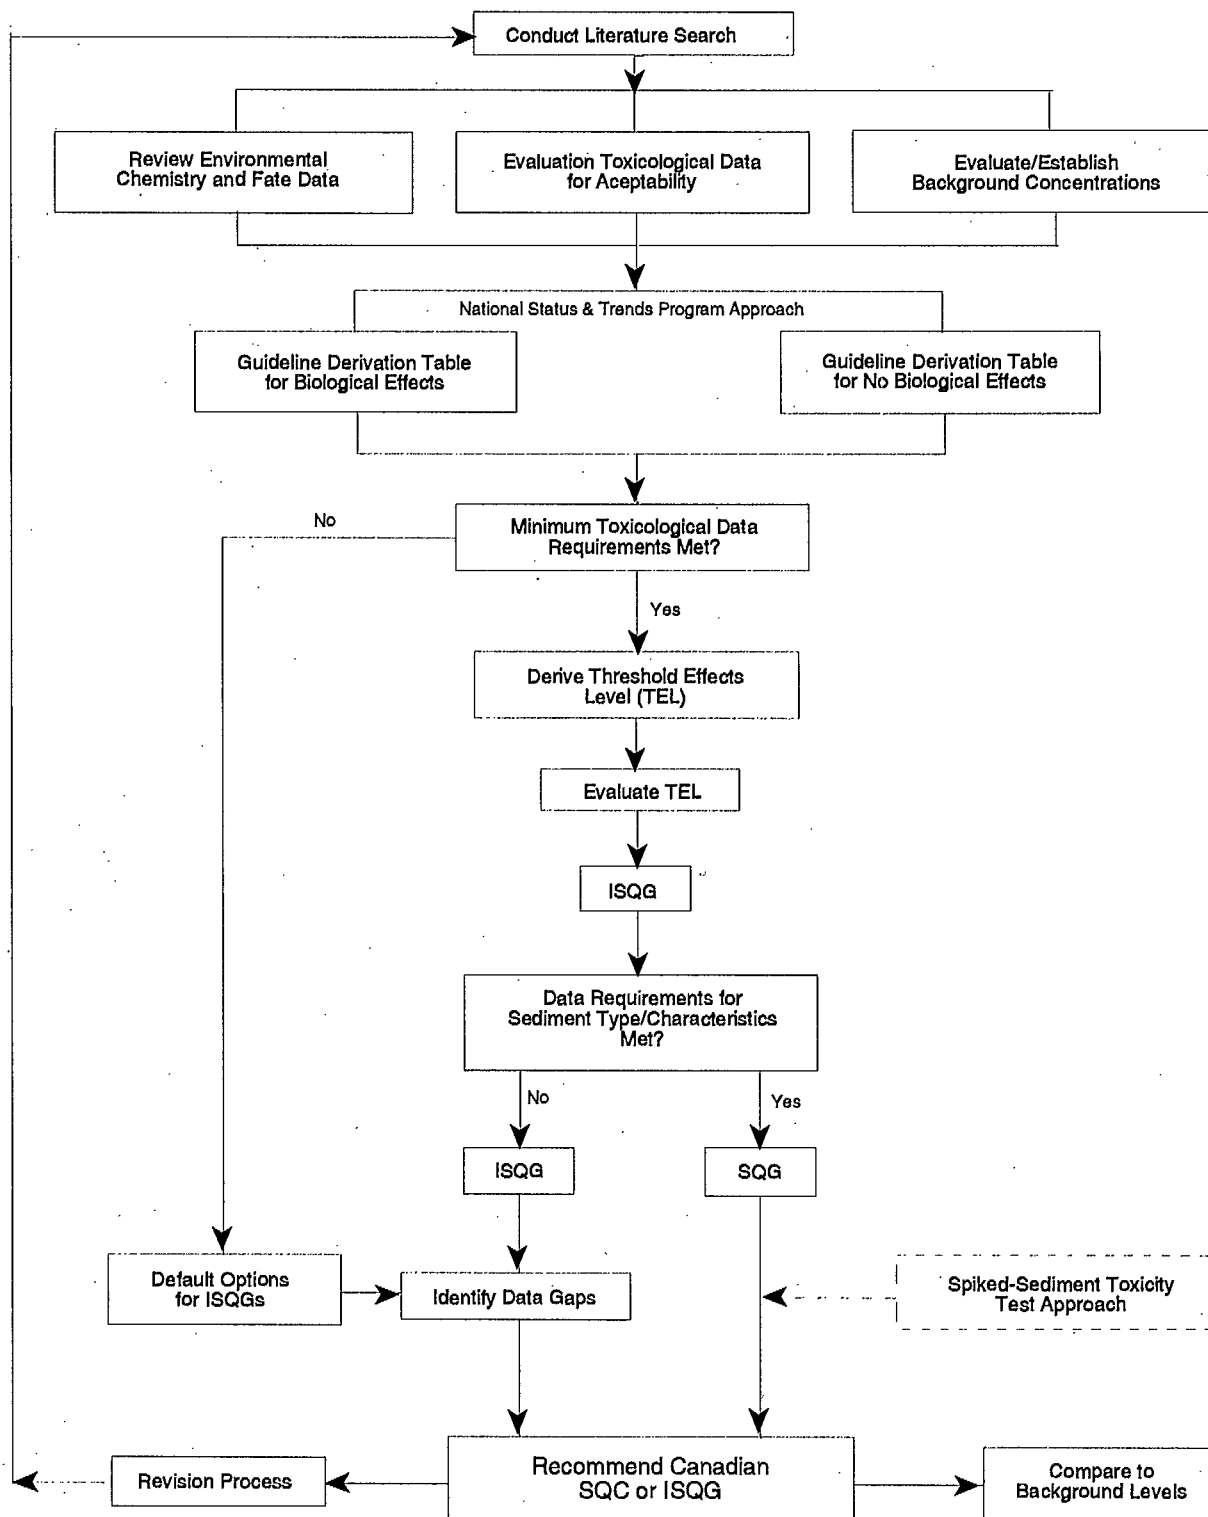 Conduct Literature Search
Review Environmental
Chemistry and Fate Data
Evaluation Toxicological Data
for Aceptability
Evaluate/Establish
Background Concentrations
National Status & Trends Program Approach
Guideline Derivation Table
for Biological Effects
Guideline Derivation Table
for No Biological Effects
No
Minimum Toxicological Data
Requirements Met?
Yes
Derive Threshold Effects
Level (TEL)
Evaluate TEL
ISQG
Data Requirements for
Sediment Type/Characteristics
Met?
No
Yes
ISQG
SQG
Default Options
for ISQGs
Identify Data Gaps
Spiked-Sediment Toxicity
Test Approach
Revision Process
Recommend Canadian
SQC or ISQG
Compare to
Background Levels